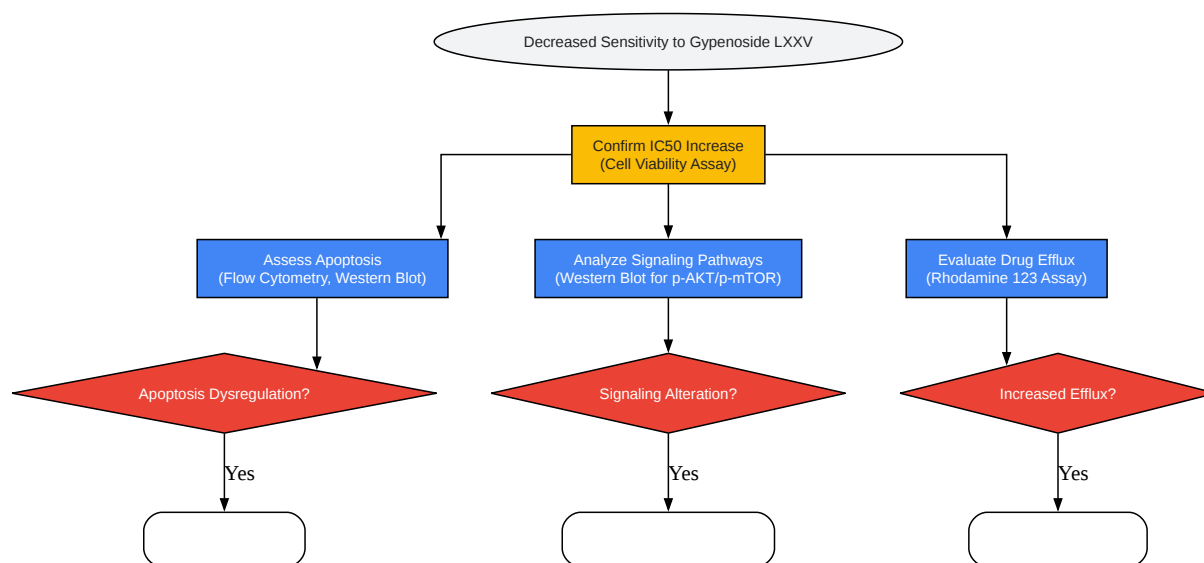 Decreased Sensitivity to Gypenoside LXXV
Confirm IC50 Increase
(Cell Viability Assay)
Assess Apoptosis
(Flow Cytometry, Western Blot)
Analyze Signaling Pathways
(Western Blot for p-AKT/p-mTOR)
Evaluate Drug Efflux
(Rhodamine 123 Assay)
Apoptosis Dysregulation?
Signaling Alteration?
Increased Efflux?
Yes
Yes
Yes